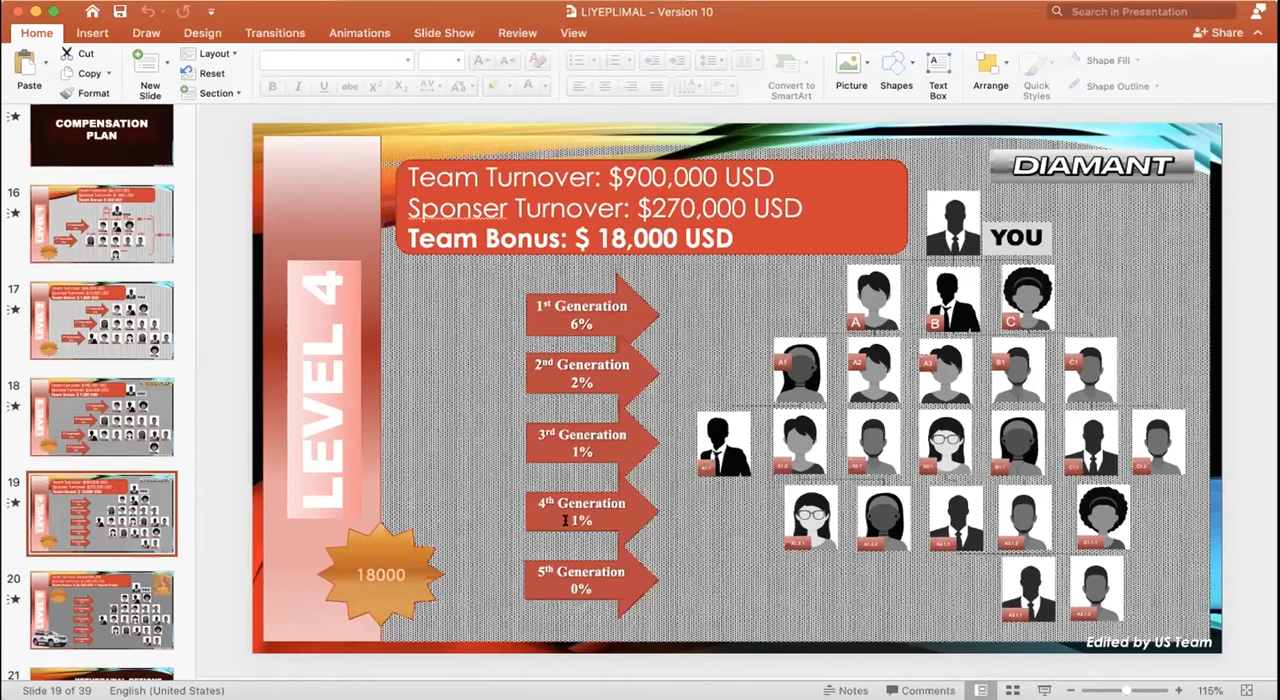 LIYEPLIMAL - Version 10
Search in Presentation
Home
Insert
Draw
Design
Transitions
Animations
Slide Show
Review
View
Share
Paste
Cut
Copy
Format
New
Slide
Layout
Reset
Section
Convert to
SmartArt
Picture
Shapes
Text
Box
Arrange
Quick
Styles
Shape Fill
Shape Outline
COMPENSATION
PLAN
16
17
18
19
20
21
Team Turnover: $900,000 USD
Sponser Turnover: $270,000 USD
Team Bonus: $ 18,000 USD
DIAMANT
YOU
LEVEL 4
18000
1st Generation
6%
2nd Generation
2%
3rd Generation
1%
4th Generation
1%
5th Generation
0%
A
B
C
A1
A2
A3
B1
C1
Edited by US Team
Slide 19 of 39
English (United States)
Notes
Comments
115%